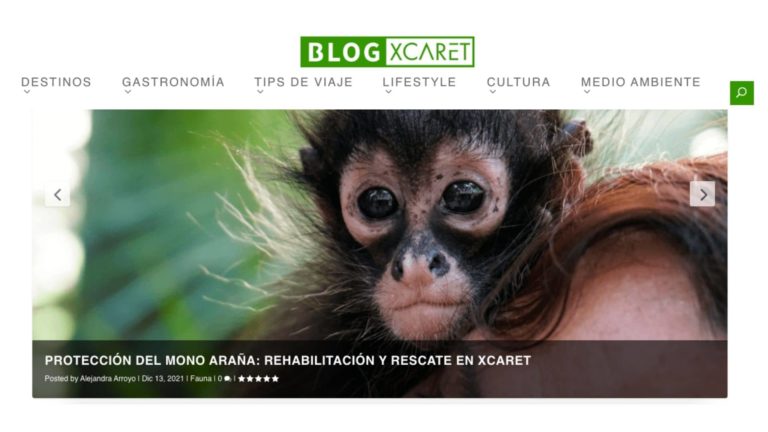 BLOG XCARET
DESTINOS GASTRONOMÍA TIPS DE VIAJE LIFESTYLE CULTURA MEDIO AMBIENTE
PROTECCIÓN DEL MONO ARAÑA: REHABILITACIÓN Y RESCATE EN XCARET
Posted by Alejandra Arroyo | Dic 13, 2021 | Fauna | 0 | ★★★★★